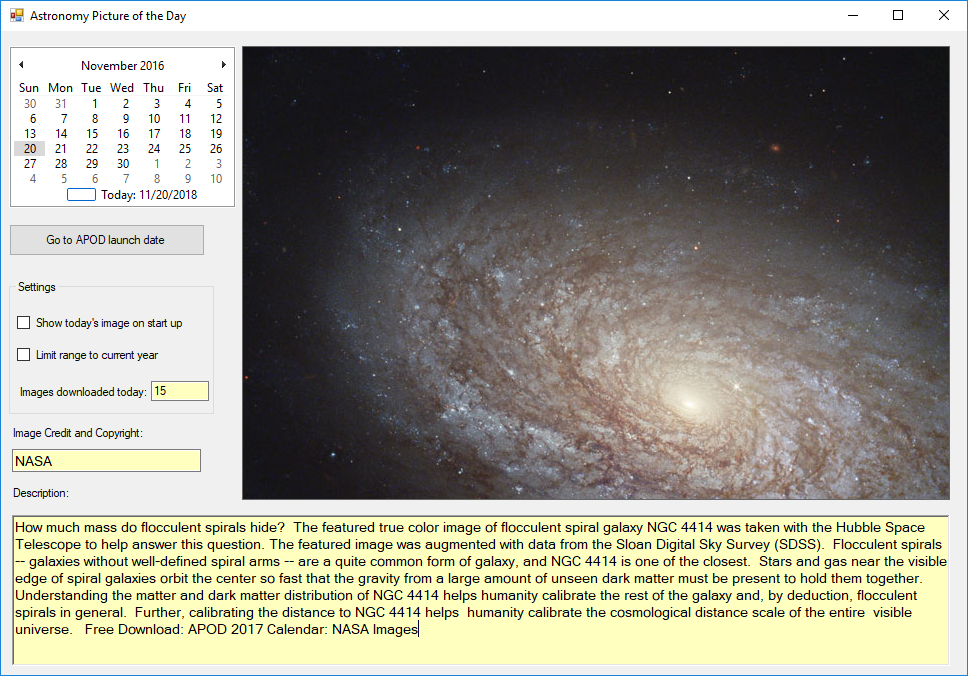 Astronomy Picture of the Day
November 2016
Sun Mon Tue Wed Thu Fri Sat
30 31 1 2 3 4 5
6 7 8 9 10 11 12
13 14 15 16 17 18 19
20 21 22 23 24 25 26
27 28 29 30 1 2 3
4 5 6 7 8 9 10
Today: 11/20/2018
Go to APOD launch date
Settings
Show today's image on start up
Limit range to current year
Images downloaded today: 15
Image Credit and Copyright:
NASA
Description:
How much mass do flocculent spirals hide?  The featured true color image of flocculent spiral galaxy NGC 4414 was taken with the Hubble Space
Telescope to help answer this question. The featured image was augmented with data from the Sloan Digital Sky Survey (SDSS).  Flocculent spirals
-- galaxies without well-defined spiral arms -- are a quite common form of galaxy, and NGC 4414 is one of the closest.  Stars and gas near the visible
edge of spiral galaxies orbit the center so fast that the gravity from a large amount of unseen dark matter must be present to hold them together.
Understanding the matter and dark matter distribution of NGC 4414 helps humanity calibrate the rest of the galaxy and, by deduction, flocculent
spirals in general.  Further, calibrating the distance to NGC 4414 helps  humanity calibrate the cosmological distance scale of the entire  visible
universe.   Free Download: APOD 2017 Calendar: NASA Images